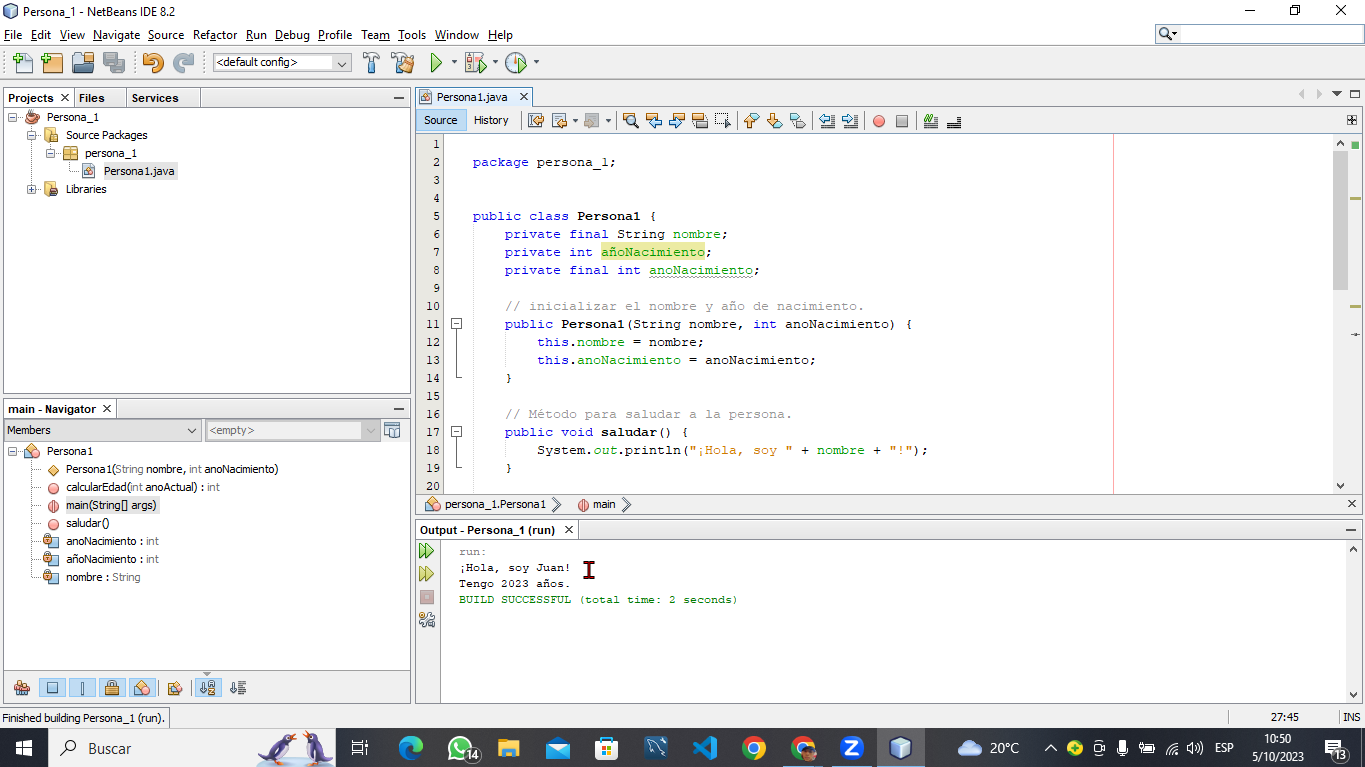 Persona_1 - NetBeans IDE 8.2
File Edit View Navigate Source Refactor Run Debug Profile Team Tools Window Help
<default config>
Projects Files Services
Persona_1
Source Packages
persona_1
Persona1.java
Libraries
main - Navigator
Members <empty>
Persona1
Persona1(String nombre, int anoNacimiento)
calcularEdad(int anoActual) : int
main(String[] args)
saludar()
anoNacimiento : int
añoNacimiento : int
nombre : String
Persona1.java
Source History
1
2 package persona_1;
3
4
5 public class Persona1 {
6 private final String nombre;
7 private int añoNacimiento;
8 private final int anoNacimiento;
9
10 // inicializar el nombre y año de nacimiento.
11 public Persona1(String nombre, int anoNacimiento) {
12 this.nombre = nombre;
13 this.anoNacimiento = anoNacimiento;
14 }
15
16 // Método para saludar a la persona.
17 public void saludar() {
18 System.out.println("¡Hola, soy " + nombre + "!");
19 }
20
persona_1.Persona1 main
Output - Persona_1 (run)
run:
¡Hola, soy Juan!
Tengo 2023 años.
BUILD SUCCESSFUL (total time: 2 seconds)
Finished building Persona_1 (run).
27:45 INS
Buscar
14
20°C
ESP
10:50
5/10/2023
13